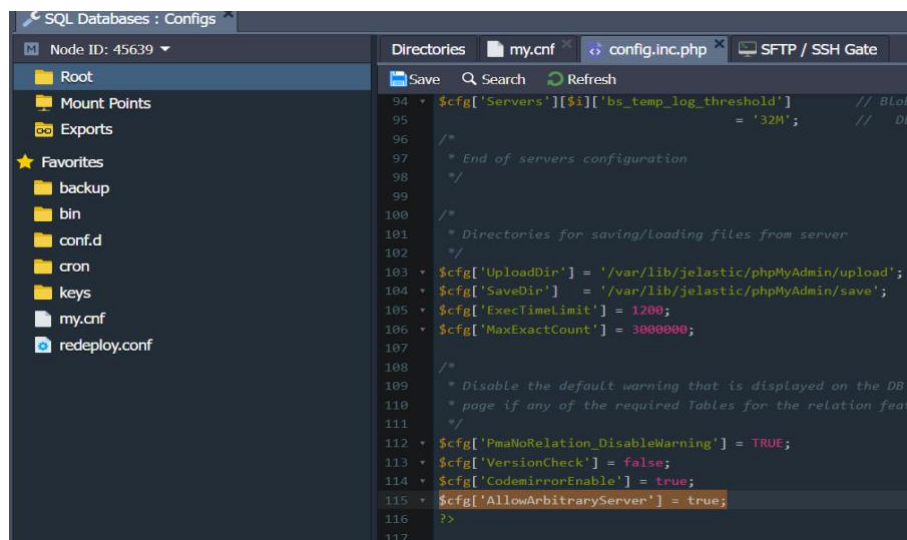 SQL Databases : Configs ×
Node ID: 45639
Root
Mount Points
Exports
Favorites
backup
bin
conf.d
cron
keys
my.cnf
redeploy.conf
Directories my.cnf × config.inc.php × SFTP / SSH Gate
Save Search Refresh
94 $cfg['Servers'][$i]['bs_temp_log_threshold'] // Blo
95 = '32M'; // D
96 /*
97 * End of servers configuration
98 */
99
100 /*
101 * Directories for saving/loading files from server
102 */
103 $cfg['UploadDir'] = '/var/lib/jelastic/phpMyAdmin/upload';
104 $cfg['SaveDir'] = '/var/lib/jelastic/phpMyAdmin/save';
105 $cfg['ExecTimeLimit'] = 1200;
106 $cfg['MaxExactCount'] = 3000000;
107
108 /*
109 * Disable the default warning that is displayed on the DB
110 * page if any of the required Tables for the relation fea
111 */
112 $cfg['PmaNoRelation_DisableWarning'] = TRUE;
113 $cfg['VersionCheck'] = false;
114 $cfg['CodemirrorEnable'] = true;
115 $cfg['AllowArbitraryServer'] = true;
116 ?>
117